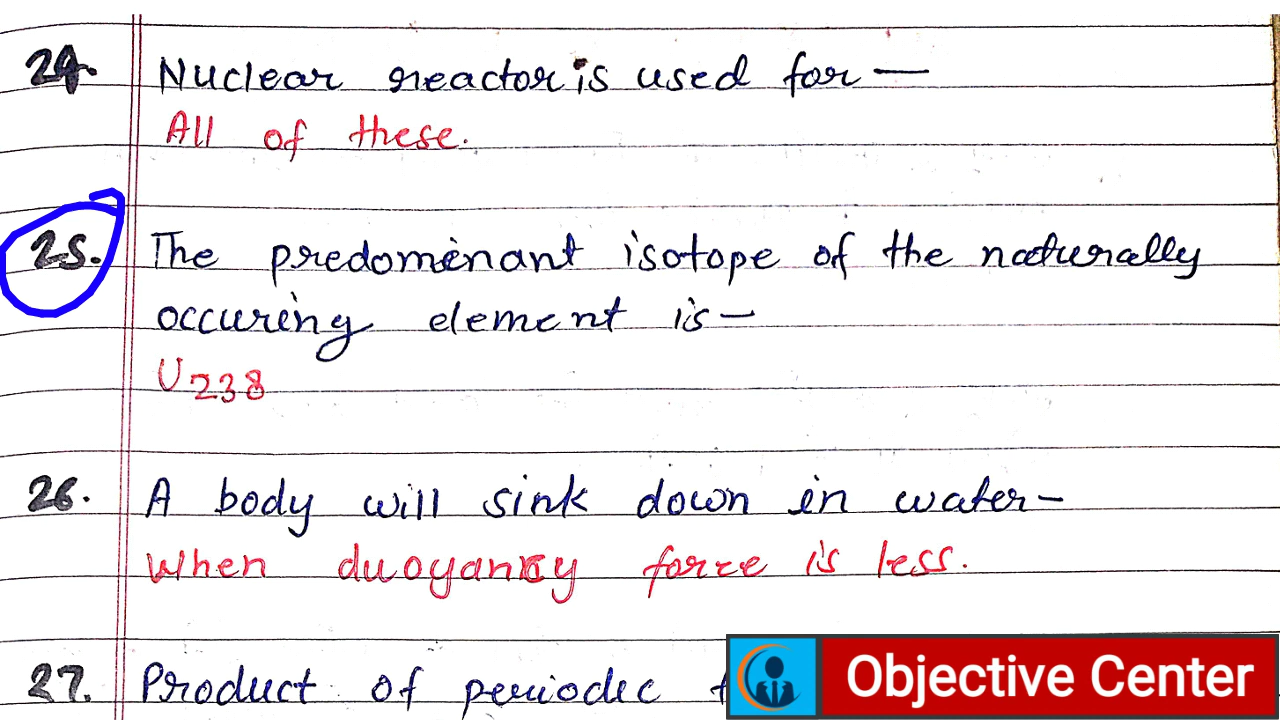 24. Nuclear reactor is used for —
All of these.
25. The predominant isotope of the naturally
occuring element is —
U238
26. A body will sink down in water -
When duoyancy force is less.
27. Product of periodic
Objective Center